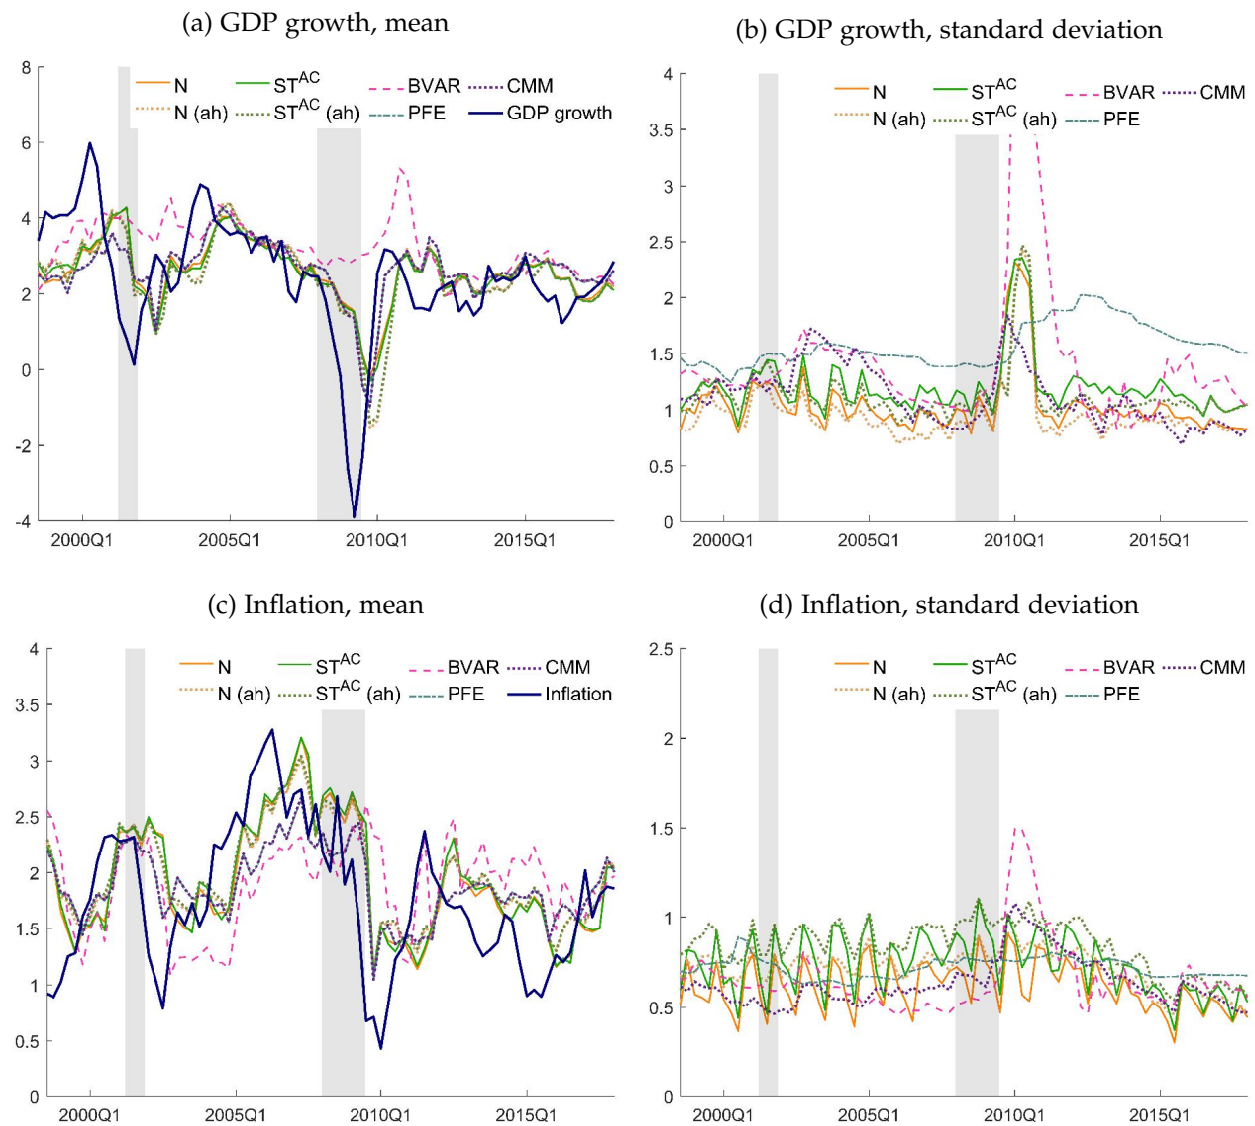 (a) GDP growth, mean
8
6
4
2
0
-2
-4
N
ST^AC
BVAR
CMM
N (ah)
ST^AC (ah)
PFE
GDP growth
2000Q1
2005Q1
2010Q1
2015Q1
(b) GDP growth, standard deviation
4
3.5
3
2.5
2
1.5
1
0.5
0
N
ST^AC
BVAR
CMM
N (ah)
ST^AC (ah)
PFE
2000Q1
2005Q1
2010Q1
2015Q1
(c) Inflation, mean
4
3.5
3
2.5
2
1.5
1
0.5
0
N
ST^AC
BVAR
CMM
N (ah)
ST^AC (ah)
PFE
Inflation
2000Q1
2005Q1
2010Q1
2015Q1
(d) Inflation, standard deviation
2.5
2
1.5
1
0.5
0
N
ST^AC
BVAR
CMM
N (ah)
ST^AC (ah)
PFE
2000Q1
2005Q1
2010Q1
2015Q1